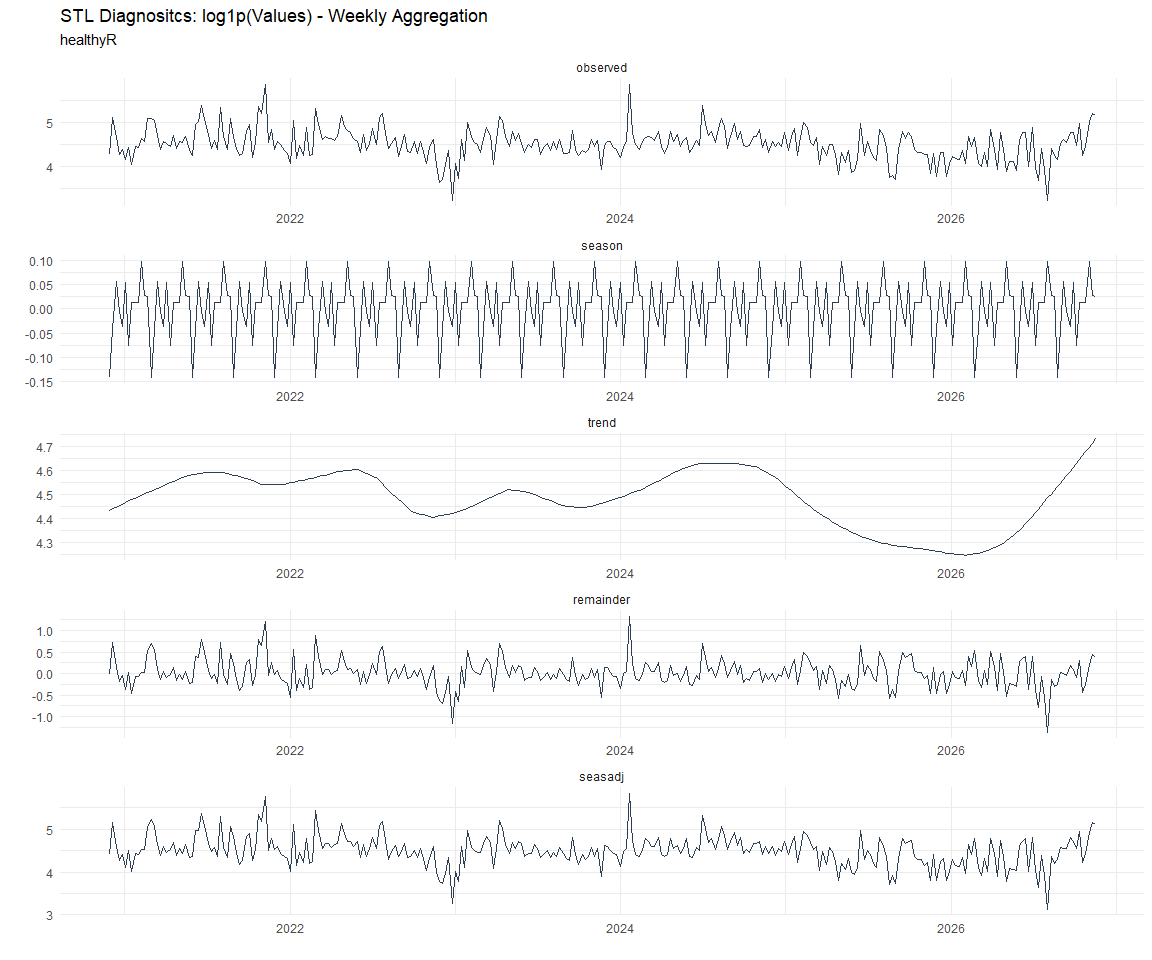 STL Diagnositcs: log1p(Values) - Weekly Aggregation
healthyR
observed
5
4
2022 2024 2026
season
0.10
0.05
0.00
-0.05
-0.10
-0.15
2022 2024 2026
trend
4.7
4.6
4.5
4.4
4.3
2022 2024 2026
remainder
1.0
0.5
0.0
-0.5
-1.0
2022 2024 2026
seasadj
5
4
3
2022 2024 2026